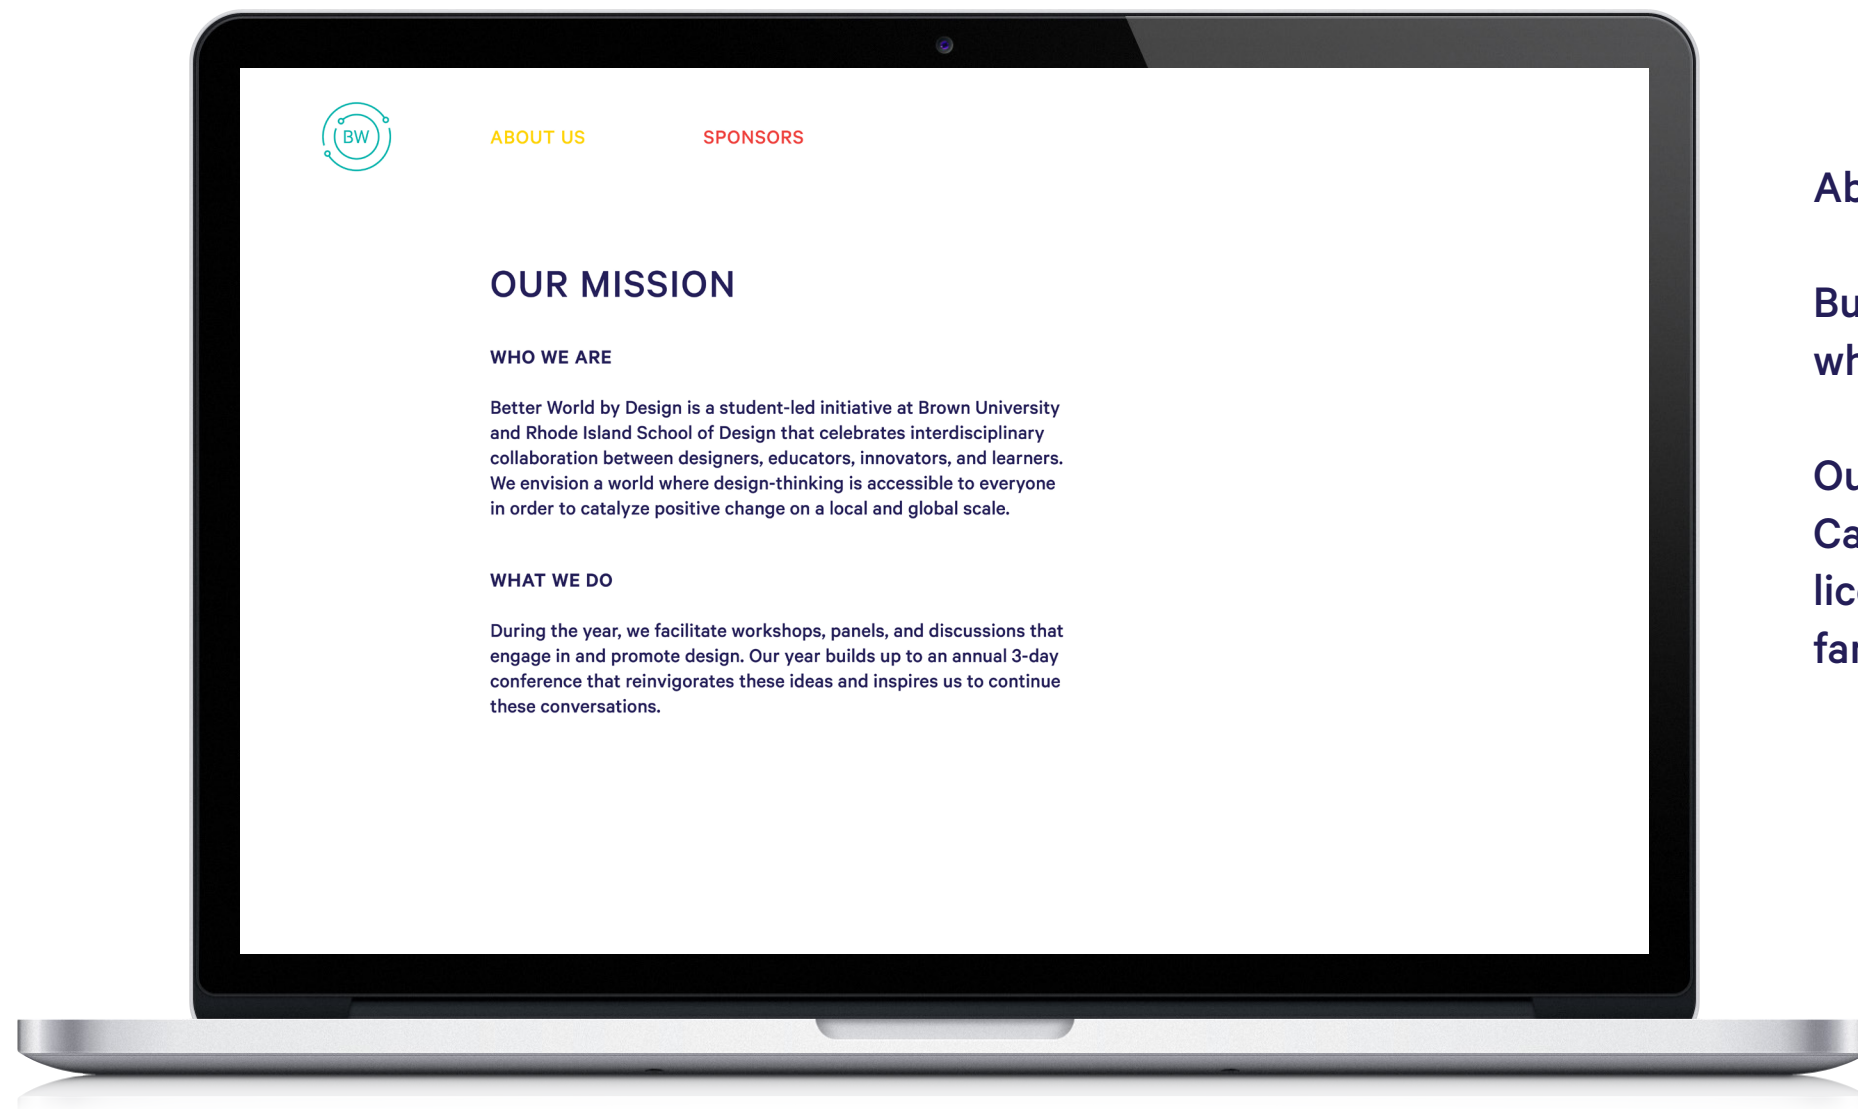 BW
ABOUT US
SPONSORS
OUR MISSION
WHO WE ARE
Better World by Design is a student-led initiative at Brown University
and Rhode Island School of Design that celebrates interdisciplinary
collaboration between designers, educators, innovators, and learners.
We envision a world where design-thinking is accessible to everyone
in order to catalyze positive change on a local and global scale.
WHAT WE DO
During the year, we facilitate workshops, panels, and discussions that
engage in and promote design. Our year builds up to an annual 3-day
conference that reinvigorates these ideas and inspires us to continue
these conversations.